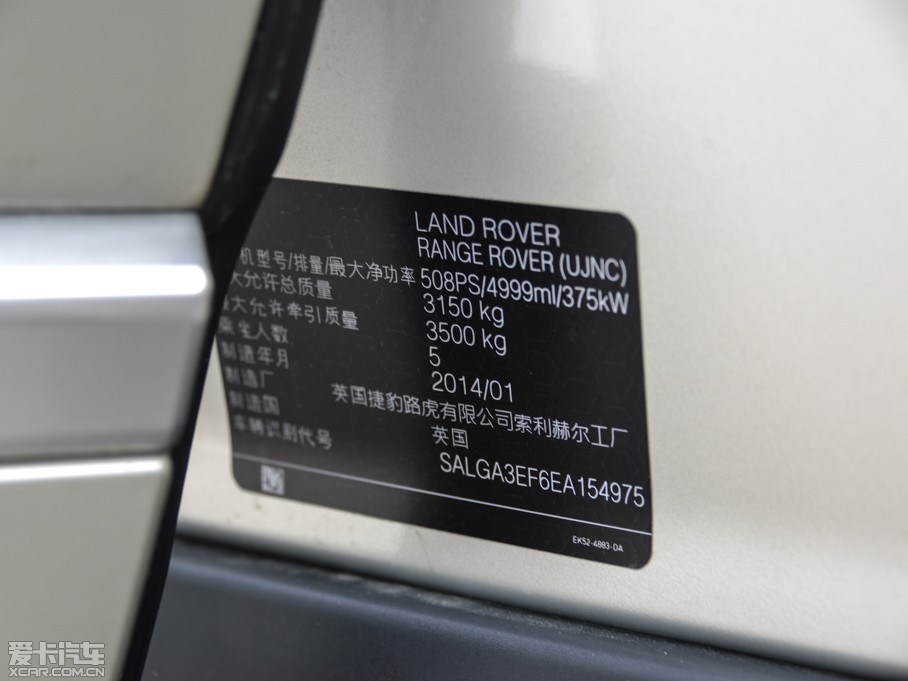 LAND ROVER
RANGE ROVER (UJNC)
机型号/排量/最大净功率 508PS/4999ml/375kW
大允许总质量 3150 kg
大允许牵引质量 3500 kg
乘坐人数 5
制造年月 2014/01
制造厂 英国捷豹路虎有限公司索利赫尔工厂
制造国 英国
车辆识别代号 SALGA3EF6EA154975
EK52-4883-DA
爱卡汽车
XCAR.COM.CN